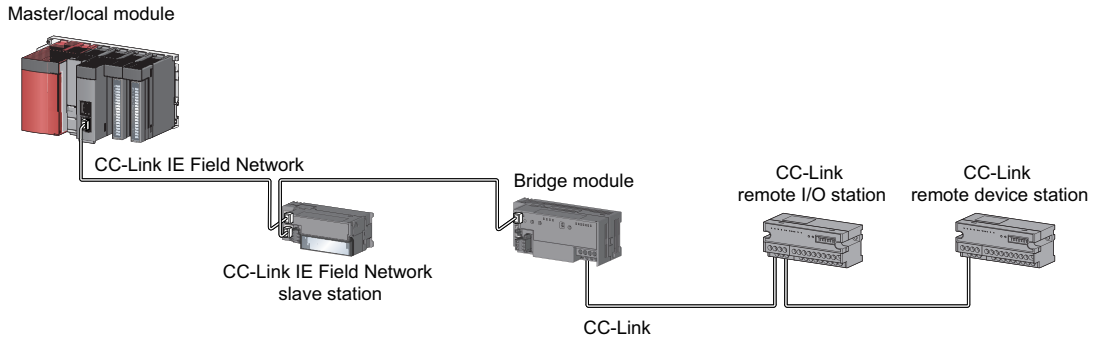 Master/local module
CC-Link IE Field Network
Bridge module
CC-Link
remote I/O station
CC-Link
remote device station
CC-Link IE Field Network
slave station
CC-Link